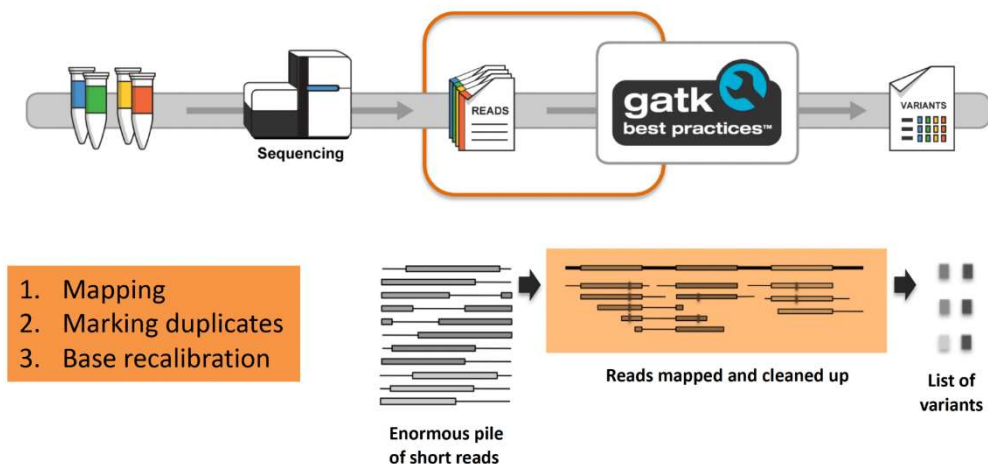 Sequencing
READS
gatk
best practices™
VARIANTS
1. Mapping
2. Marking duplicates
3. Base recalibration
Enormous pile
of short reads
Reads mapped and cleaned up
List of
variants